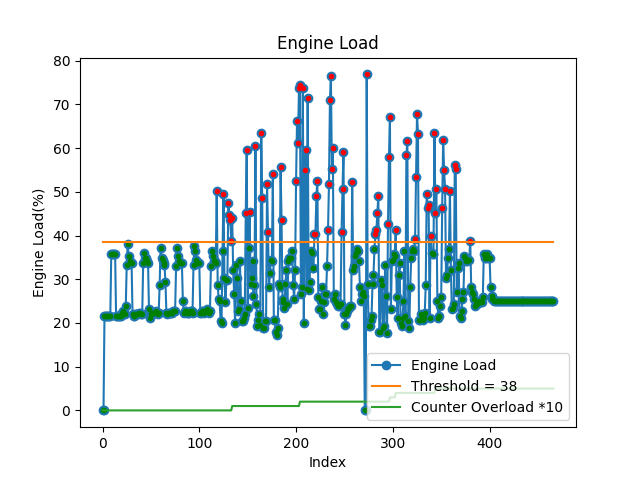 Engine Load
80
70
60
50
40
30
20
10
0
Engine Load(%)
0
100
200
300
400
Index
Engine Load
Threshold = 38
Counter Overload *10